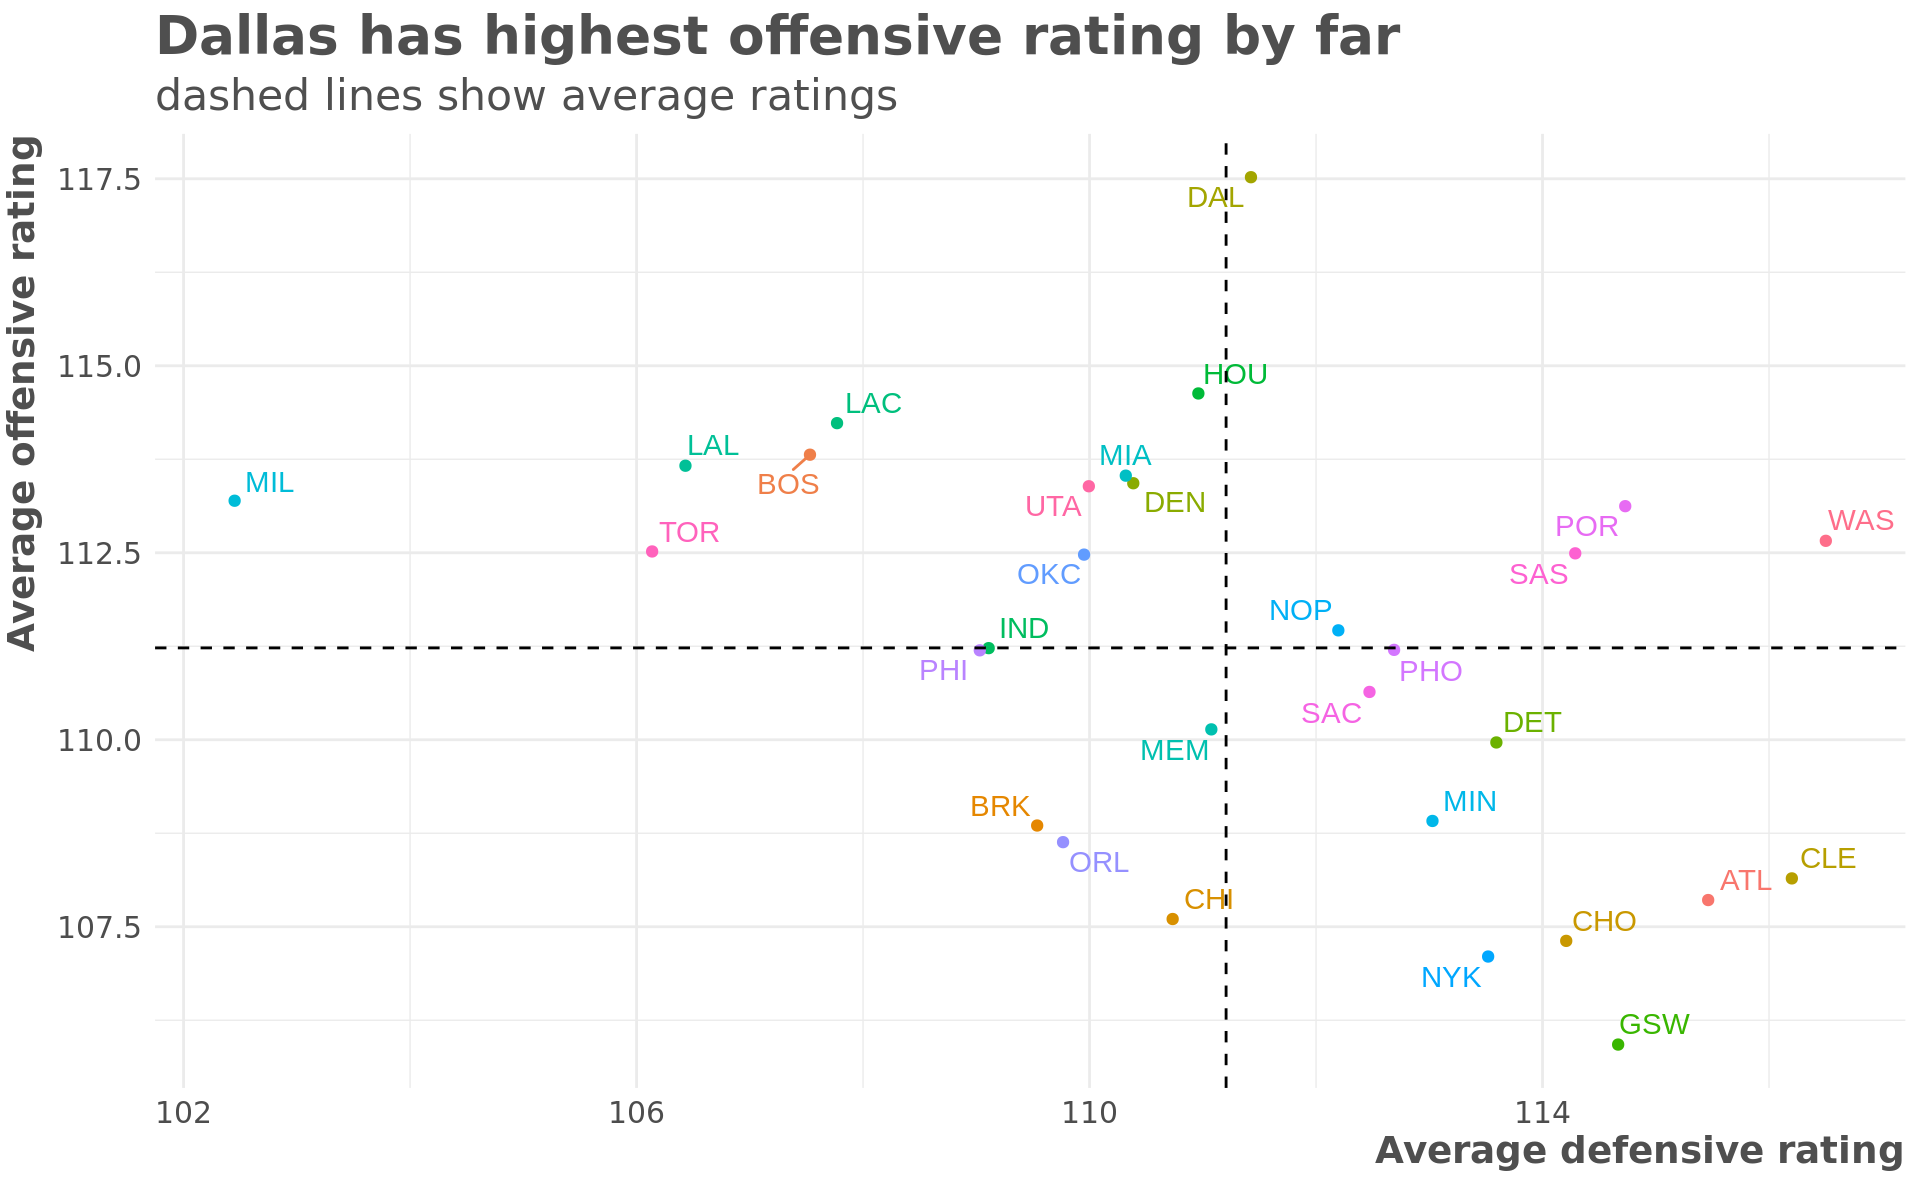 Dallas has highest offensive rating by far
dashed lines show average ratings
Average offensive rating
117.5
115.0
112.5
110.0
107.5
DAL
HOU
LAC
LAL
BOS
MIA
MIL
UTA
DEN
TOR
POR
WAS
OKC
SAS
NOP
IND
PHI
PHO
SAC
DET
MEM
BRK
MIN
ORL
CLE
ATL
CHI
CHO
NYK
GSW
102
106
110
114
Average defensive rating